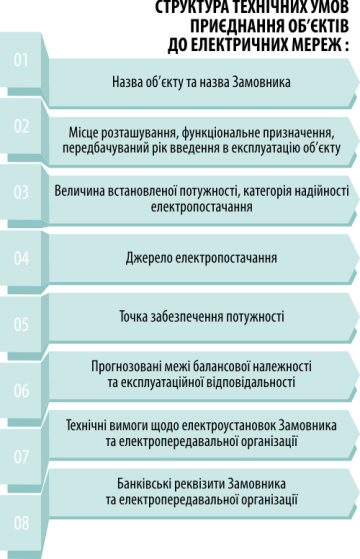 СТРУКТУРА ТЕХНІЧНИХ УМОВ
ПРИЄДНАННЯ ОБ’ЄКТІВ
ДО ЕЛЕКТРИЧНИХ МЕРЕЖ :
01
Назва об’єкту та назва Замовника
02
Місце розташування, функціональне призначення,
передбачуваний рік введення в експлуатацію об’єкту
03
Величина встановленої потужності, категорія надійності
електропостачання
04
Джерело електропостачання
05
Точка забезпечення потужності
06
Прогнозовані межі балансової належності
та експлуатаційної відповідальності
07
Технічні вимоги щодо електроустановок Замовника
та електропередавальної організації
08
Банківські реквізити Замовника
та електропередавальної організації